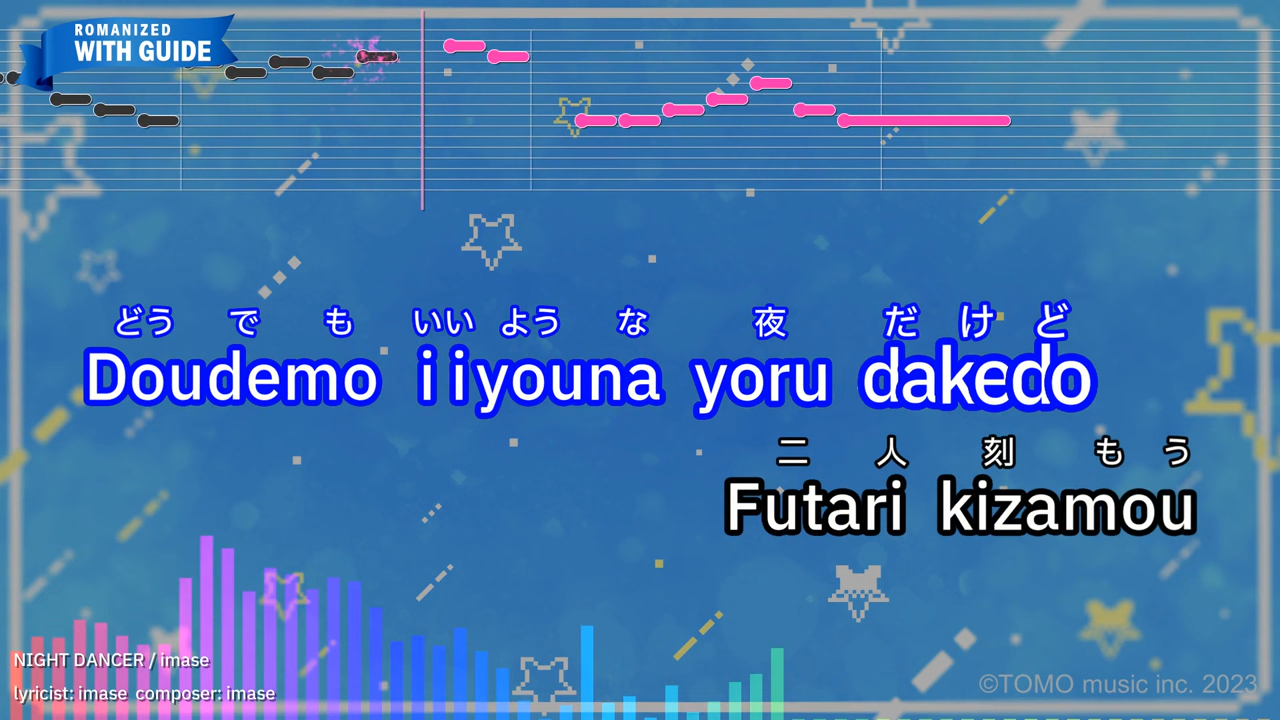 ROMANIZED
WITH GUIDE
どう で も いい よう な 夜 だ け ど
Doudemo iiyouna yoru dakedo
二 人 刻 も う
Futari kizamou
NIGHT DANCER / imase
lyricist: imase composer: imase
©TOMO music inc. 2023